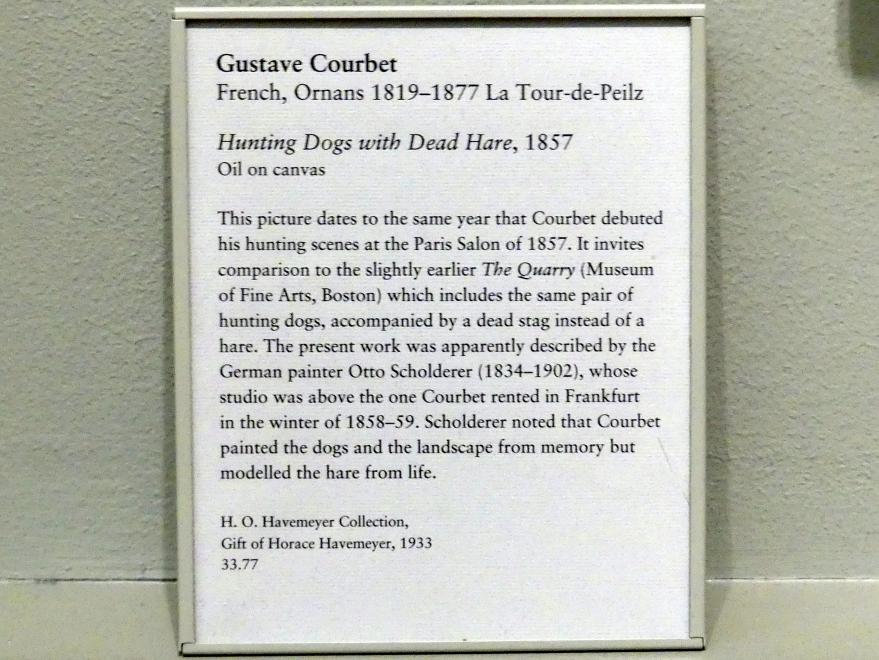 Gustave Courbet
French, Ornans 1819–1877 La Tour-de-Peilz
Hunting Dogs with Dead Hare, 1857
Oil on canvas
This picture dates to the same year that Courbet debuted
his hunting scenes at the Paris Salon of 1857. It invites
comparison to the slightly earlier The Quarry (Museum
of Fine Arts, Boston) which includes the same pair of
hunting dogs, accompanied by a dead stag instead of a
hare. The present work was apparently described by the
German painter Otto Scholderer (1834–1902), whose
studio was above the one Courbet rented in Frankfurt
in the winter of 1858–59. Scholderer noted that Courbet
painted the dogs and the landscape from memory but
modelled the hare from life.
H. O. Havemeyer Collection,
Gift of Horace Havemeyer, 1933
33.77